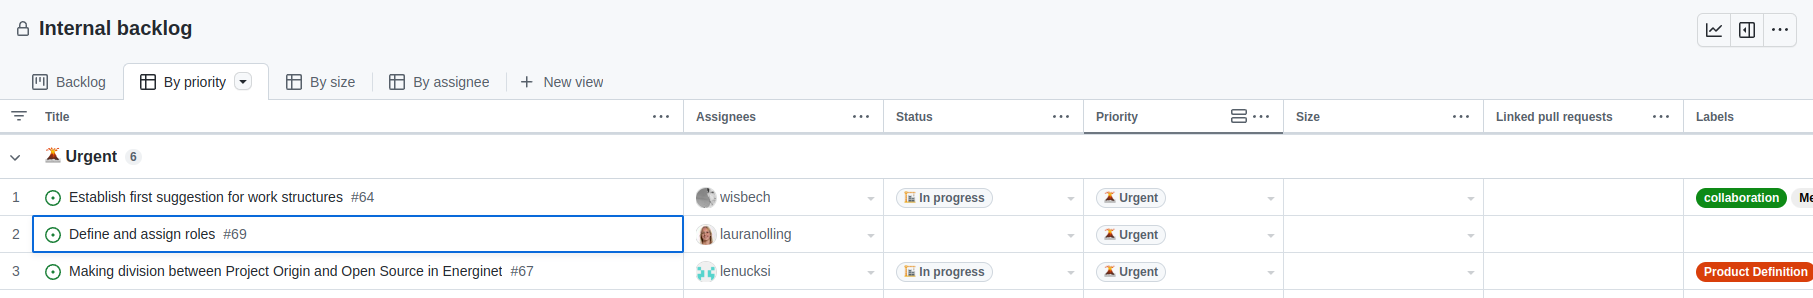 Internal backlog
Backlog By priority By size By assignee New view
Title Assignees Status Priority Size Linked pull requests Labels
Urgent 6
1 Establish first suggestion for work structures #64 wisbech In progress Urgent collaboration Me
2 Define and assign roles #69 lauranolling Urgent
3 Making division between Project Origin and Open Source in Energinet #67 lenucksi In progress Urgent Product Definition